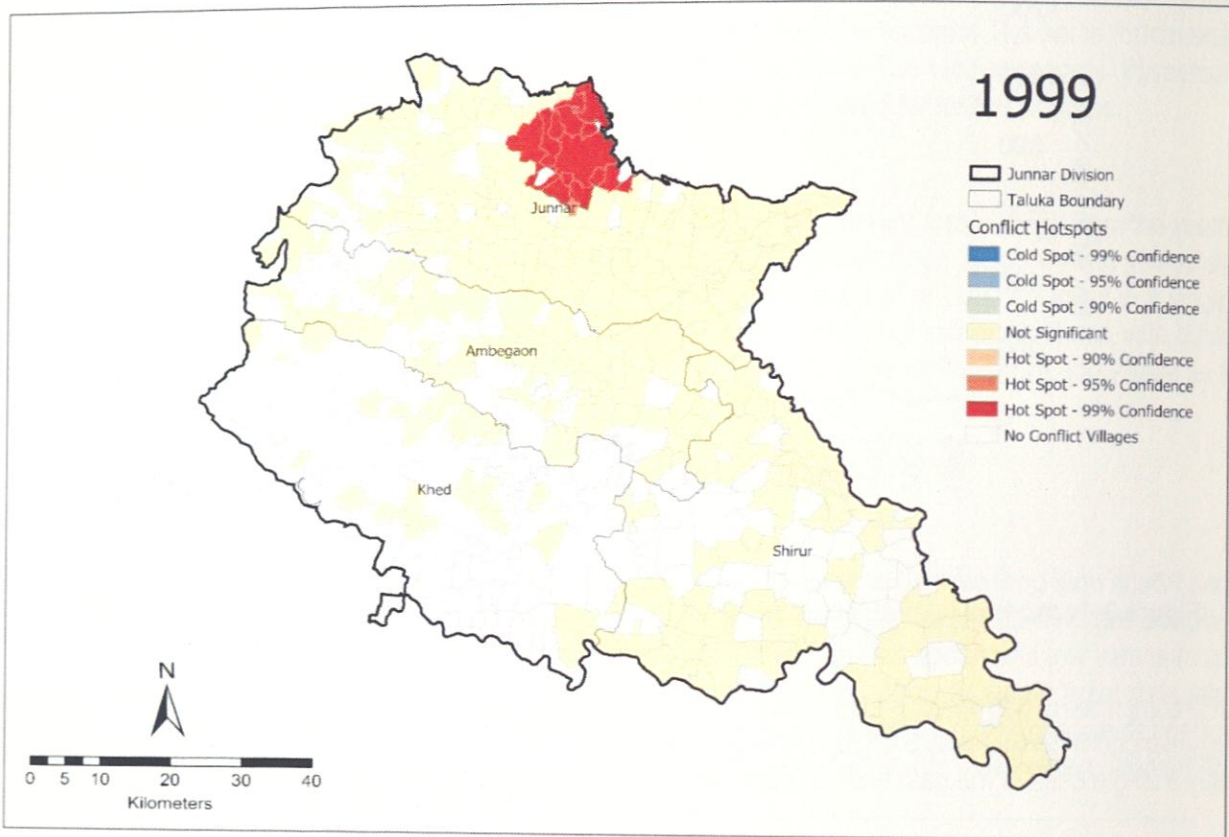 1999
Junnar Division
Taluka Boundary
Conflict Hotspots
Cold Spot - 99% Confidence
Cold Spot - 95% Confidence
Cold Spot - 90% Confidence
Not Significant
Hot Spot - 90% Confidence
Hot Spot - 95% Confidence
Hot Spot - 99% Confidence
No Conflict Villages
Junnar
Ambegaon
Khed
Shirur
N
0 5 10 20 30 40
Kilometers